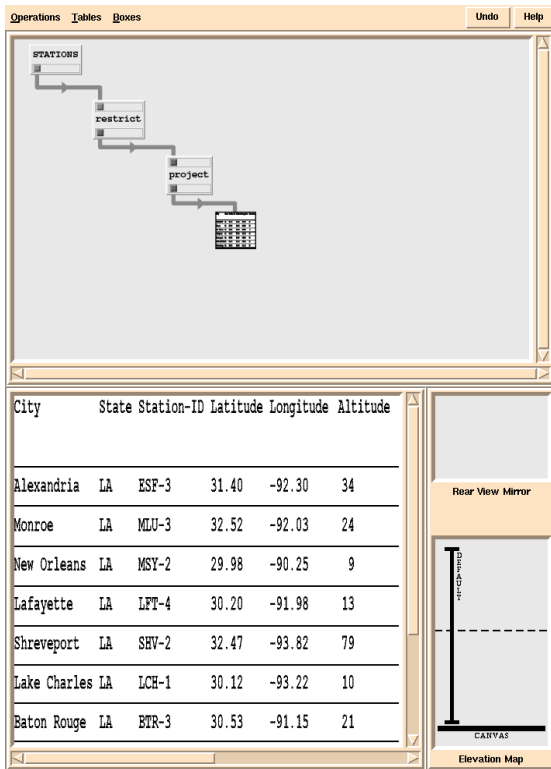 Operations Tables Boxes Undo Help
STATIONS
restrict
project
City State Station-ID Latitude Longitude Altitude
Alexandria LA ESF-3 31.40 -92.30 34
Monroe LA MLU-3 32.52 -92.03 24
New Orleans LA MSY-2 29.98 -90.25 9
Lafayette LA LFT-4 30.20 -91.98 13
Shreveport LA SHV-2 32.47 -93.82 79
Lake Charles LA LCH-1 30.12 -93.22 10
Baton Rouge LA BTR-3 30.53 -91.15 21
Rear View Mirror
DEFAULT
CANVAS
Elevation Map